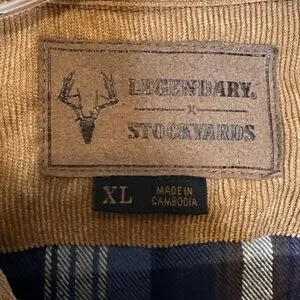 LEGENDARY®
X
STOCKYARDS
XL
MADE IN
CAMBODIA